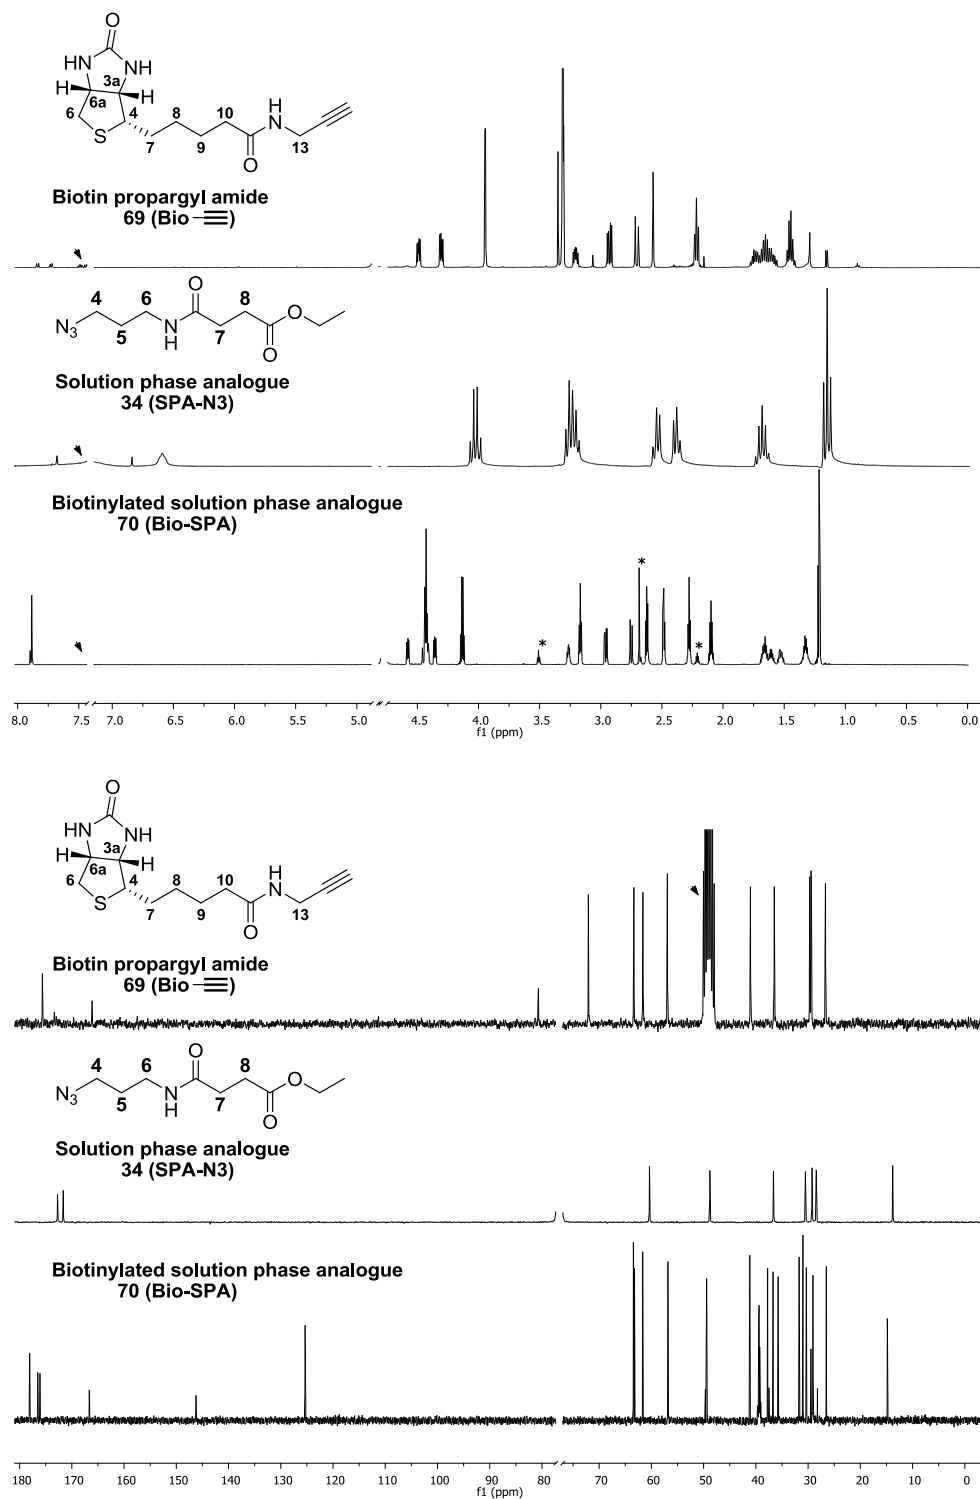 O
HN
NH
3a
H
H
6a
6
4
S
7
8
9
10
H
N
13
O
Biotin propargyl amide
69 (Bio )
4
6
O
8
N3
5
N
H
7
O
O
Solution phase analogue
34 (SPA-N3)
Biotinylated solution phase analogue
70 (Bio-SPA)
*
*
*
8.0 7.5 7.0 6.5 6.0 5.5 5.0 4.5 4.0 3.5 3.0 2.5 2.0 1.5 1.0 0.5 0.0
f1 (ppm)
O
HN
NH
3a
H
H
6a
6
4
S
7
8
9
10
H
N
13
O
Biotin propargyl amide
69 (Bio )
4
6
O
8
N3
5
N
H
7
O
O
Solution phase analogue
34 (SPA-N3)
Biotinylated solution phase analogue
70 (Bio-SPA)
180 170 160 150 140 130 120 110 100 90 80 70 60 50 40 30 20 10 0
f1 (ppm)